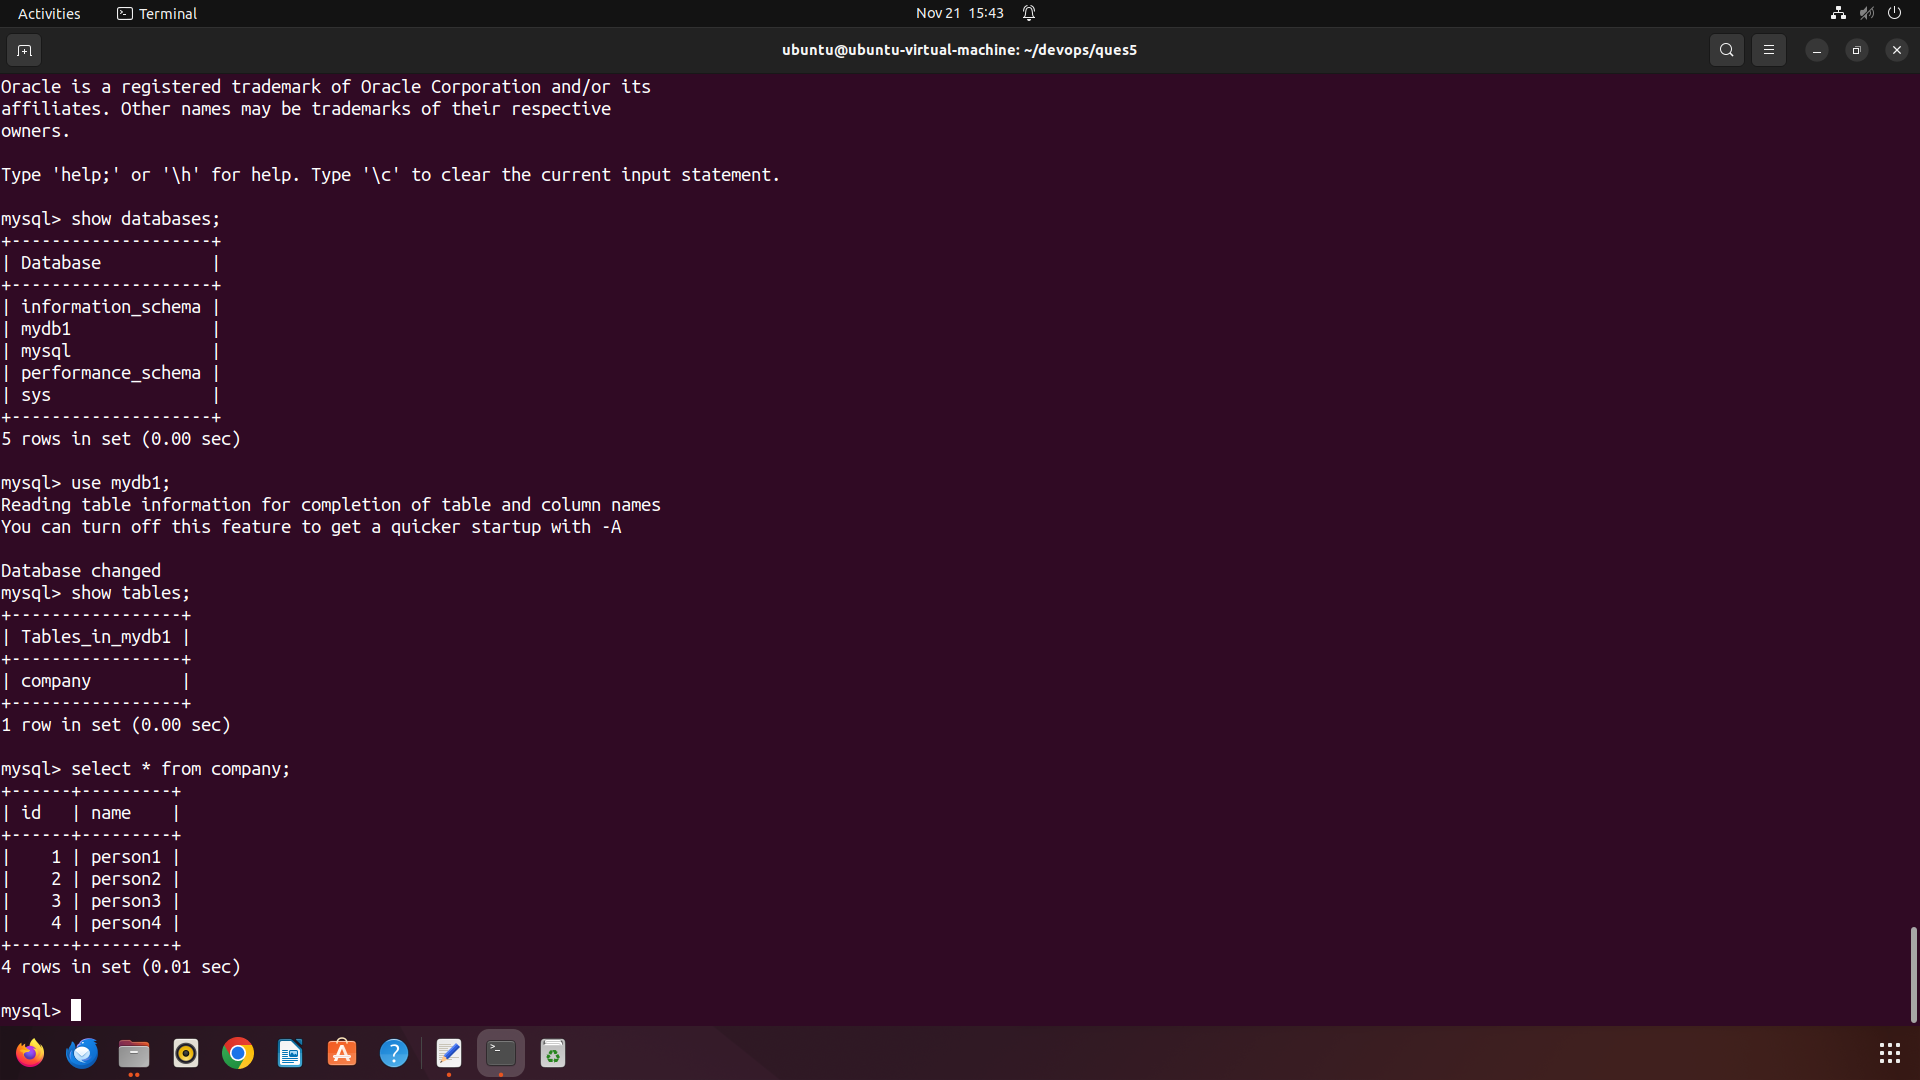 Activities Terminal Nov 21 15:43
ubuntu@ubuntu-virtual-machine: ~/devops/ques5
Oracle is a registered trademark of Oracle Corporation and/or its
affiliates. Other names may be trademarks of their respective
owners.
Type 'help;' or '\h' for help. Type '\c' to clear the current input statement.
mysql> show databases;
+--------------------+
| Database           |
+--------------------+
| information_schema |
| mydb1              |
| mysql              |
| performance_schema |
| sys                |
+--------------------+
5 rows in set (0.00 sec)
mysql> use mydb1;
Reading table information for completion of table and column names
You can turn off this feature to get a quicker startup with -A
Database changed
mysql> show tables;
+-----------------+
| Tables_in_mydb1 |
+-----------------+
| company         |
+-----------------+
1 row in set (0.00 sec)
mysql> select * from company;
+------+---------+
| id   | name    |
+------+---------+
|    1 | person1 |
|    2 | person2 |
|    3 | person3 |
|    4 | person4 |
+------+---------+
4 rows in set (0.01 sec)
mysql>